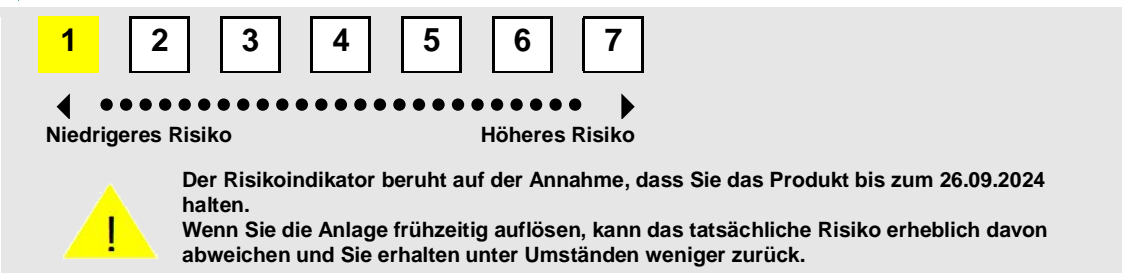 1 2 3 4 5 6 7
Niedrigeres Risiko Höheres Risiko
Der Risikoindikator beruht auf der Annahme, dass Sie das Produkt bis zum 26.09.2024
halten.
Wenn Sie die Anlage frühzeitig auflösen, kann das tatsächliche Risiko erheblich davon
abweichen und Sie erhalten unter Umständen weniger zurück.
!